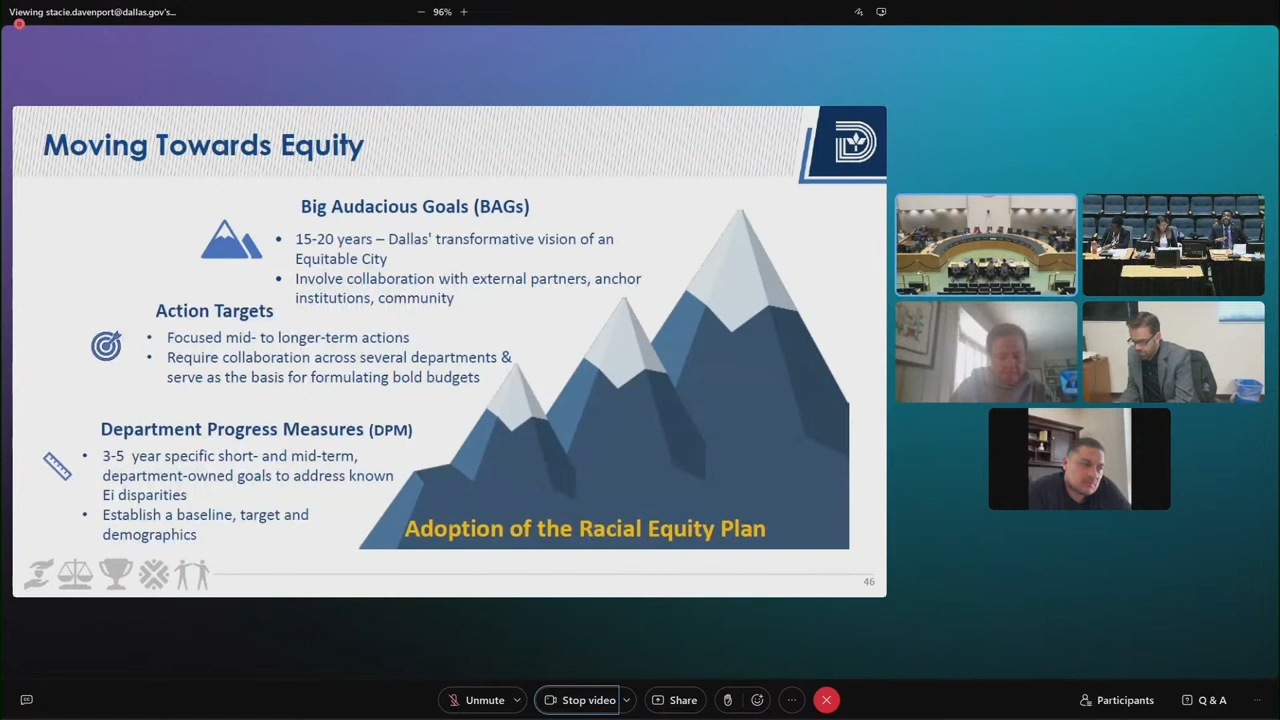 Viewing stacie.davenport@dallas.gov's...
96%
Moving Towards Equity
Big Audacious Goals (BAGs)
• 15-20 years – Dallas' transformative vision of an
Equitable City
• Involve collaboration with external partners, anchor
institutions, community
Action Targets
• Focused mid- to longer-term actions
• Require collaboration across several departments &
serve as the basis for formulating bold budgets
Department Progress Measures (DPM)
• 3-5 year specific short- and mid-term,
department-owned goals to address known
Ei disparities
• Establish a baseline, target and
demographics
Adoption of the Racial Equity Plan
46
Unmute
Stop video
Share
Participants
Q & A